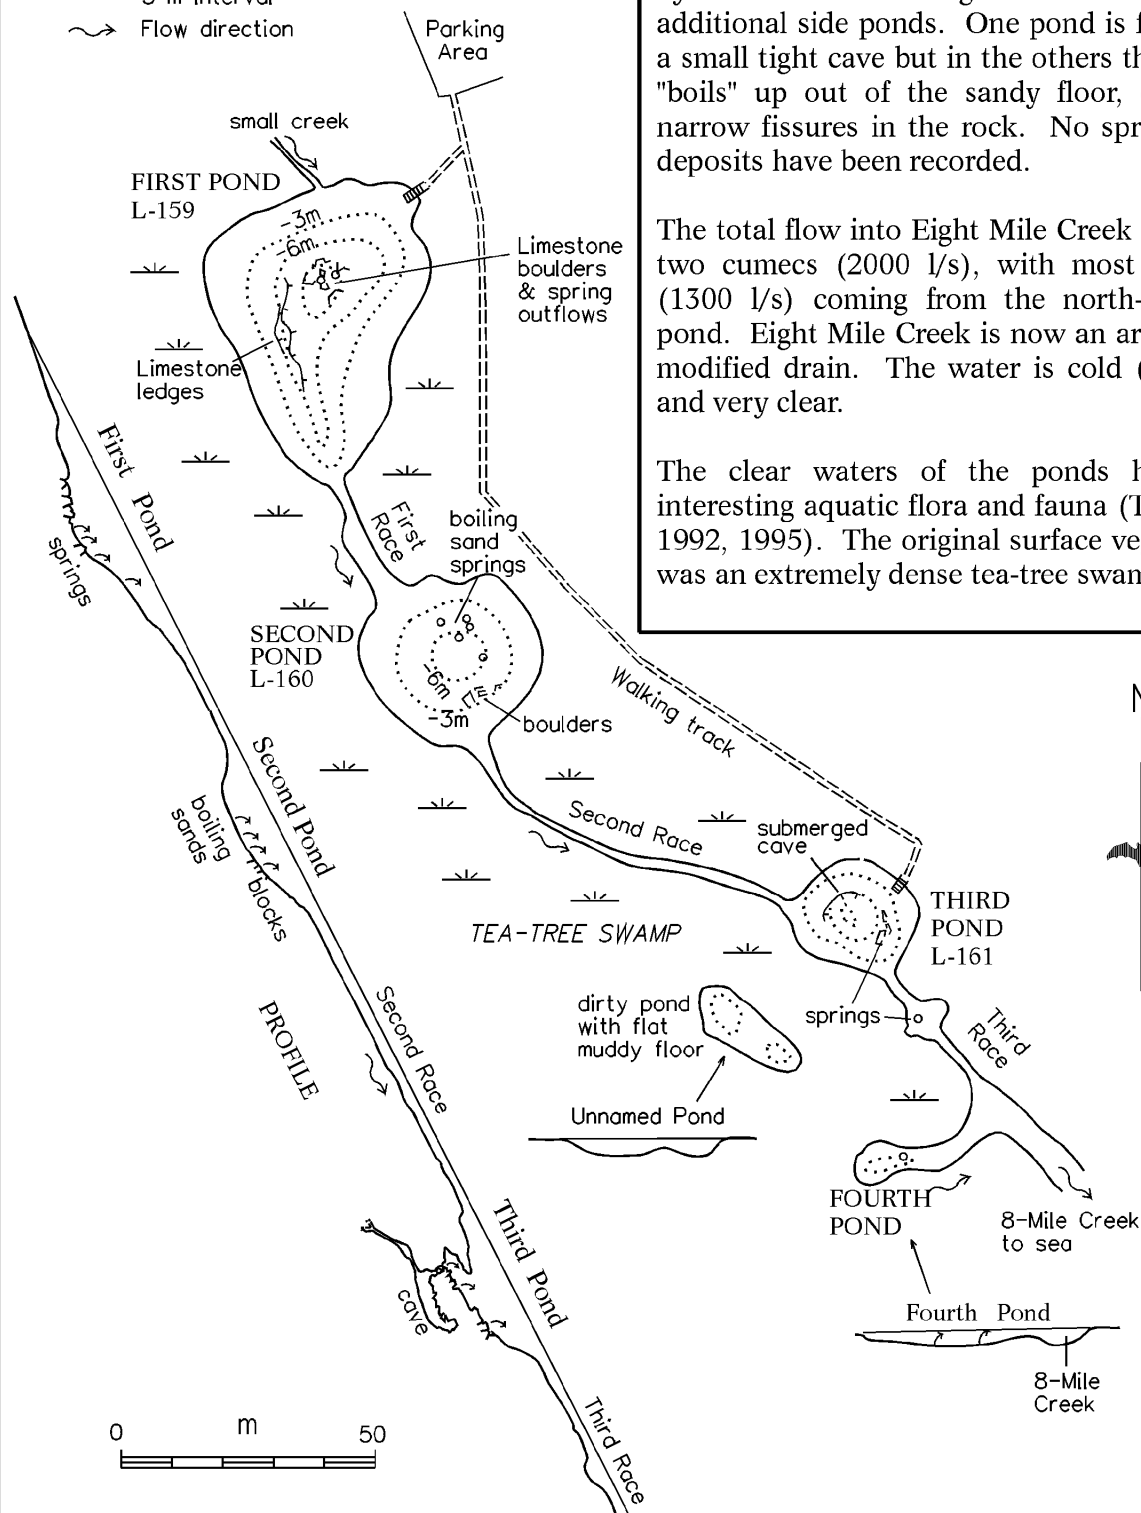 Flow direction
Parking
Area
additional side ponds. One pond is
a small tight cave but in the others
"boils" up out of the sandy floor,
narrow fissures in the rock. No
deposits have been recorded.
small creek
FIRST POND
L-159
-3m
-6m
Limestone
boulders
& spring
outflows
The total flow into Eight Mile Creek
two cumecs (2000 l/s), with most
(1300 l/s) coming from the north-
pond. Eight Mile Creek is now an
modified drain. The water is cold (
and very clear.
Limestone
ledges
The clear waters of the ponds
interesting aquatic flora and fauna (
1992, 1995). The original surface
was an extremely dense tea-tree
First Pond
springs
First
Race
boiling
sand
springs
SECOND
POND
L-160
-6m
-3m
boulders
Walking track
Second Pond
boiling
sands
blocks
Second Race
submerged
cave
THIRD
POND
L-161
TEA-TREE SWAMP
dirty pond
with flat
muddy floor
springs
Third
Race
Unnamed Pond
PROFILE
Second Race
FOURTH
POND
8-Mile Creek
to sea
Third Pond
cave
Fourth Pond
8-Mile
Creek
Third Race
0 m 50